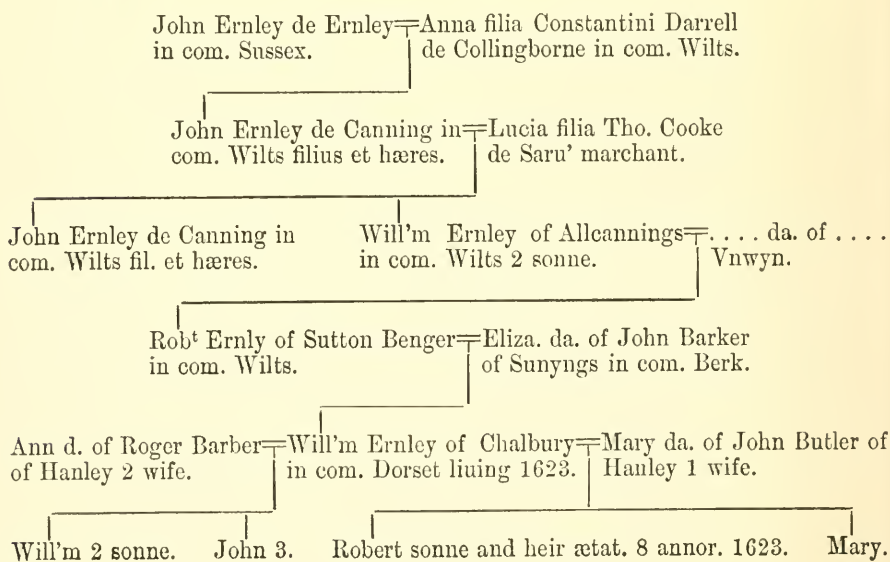 John Ernley de Ernley=Anna filia Constantini Darrell
in com. Sussex. de Collingborne in com. Wilts.
John Ernley de Canning in=Lucia filia Tho. Cooke
com. Wilts filius et hæres. de Saru' marchant.
John Ernley de Canning in Will'm Ernley of Allcannings=. . . . da. of . . . .
com. Wilts fil. et hæres. in com. Wilts 2 sonne. Vnwyn.
Robᵗ Ernly of Sutton Benger=Eliza. da. of John Barker
in com. Wilts. of Sunyngs in com. Berk.
Ann d. of Roger Barber=Will'm Ernley of Chalbury=Mary da. of John Butler of
of Hanley 2 wife. in com. Dorset liuing 1623. Hanley 1 wife.
Will'm 2 sonne. John 3. Robert sonne and heir ætat. 8 annor. 1623. Mary.